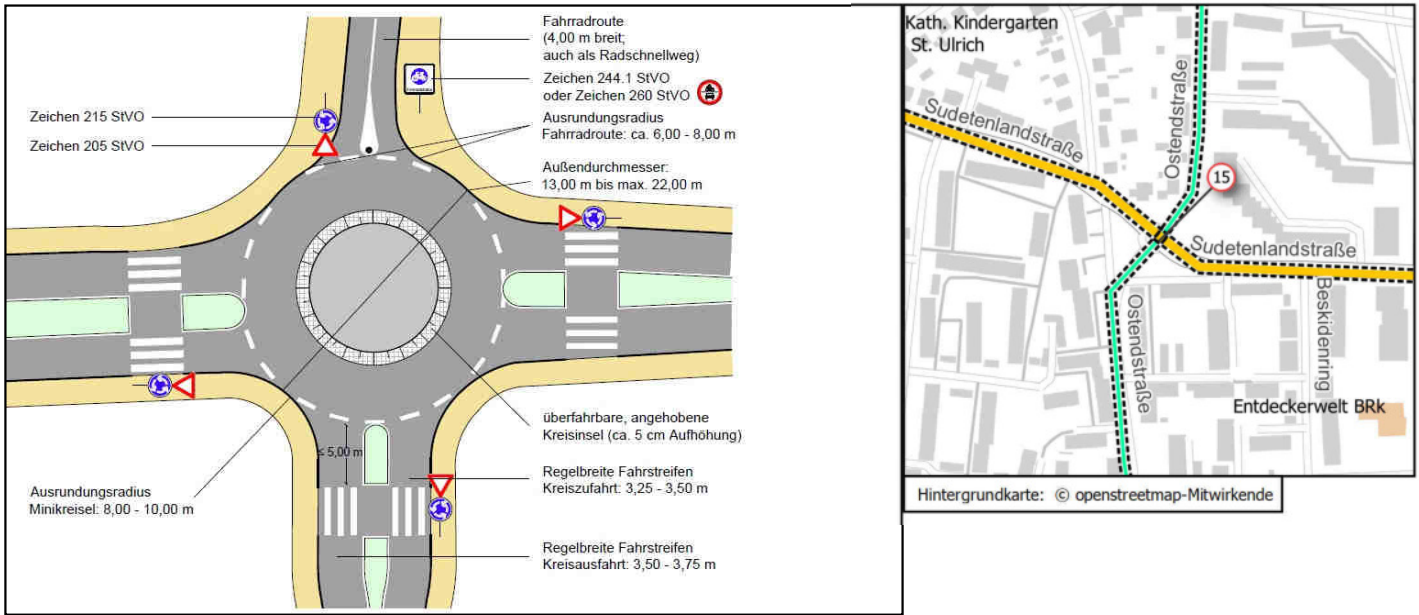 Fahrradroute
(4,00 m breit;
auch als Radschnellweg)
Zeichen 244.1 StVO
oder Zeichen 260 StVO
Zeichen 215 StVO
Zeichen 205 StVO
Ausrundungsradius
Fahrradroute: ca. 6,00 - 8,00 m
Außendurchmesser:
13,00 m bis max. 22,00 m
überfahrbare, angehobene
Kreisinsel (ca. 5 cm Aufhöhung)
≤ 5,00 m
Regelbreite Fahrstreifen
Kreiszufahrt: 3,25 - 3,50 m
Ausrundungsradius
Minikreisel: 8,00 - 10,00 m
Regelbreite Fahrstreifen
Kreisausfahrt: 3,50 - 3,75 m
Kath. Kindergarten
St. Ulrich
Sudetenlandstraße
Ostendstraße
15
Sudetenlandstraße
Ostendstraße
Beskidenring
Entdeckerwelt BRk
Hintergrundkarte: © openstreetmap-Mitwirkende